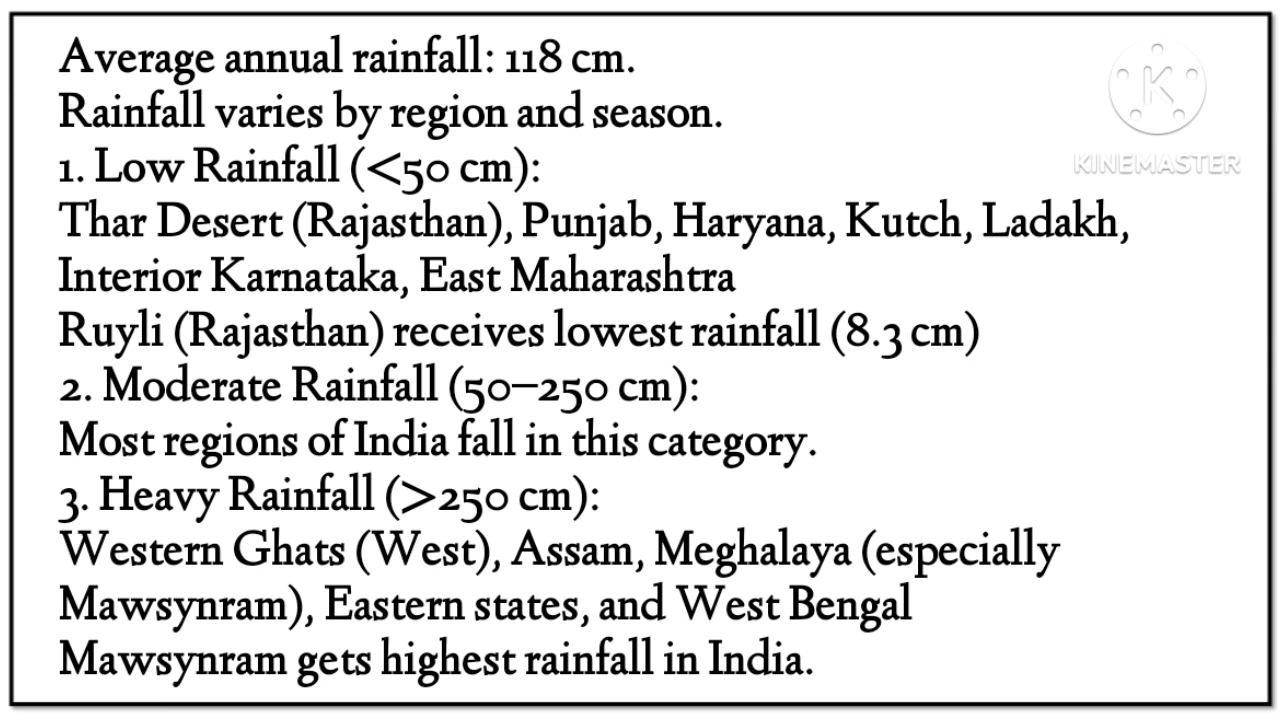 Average annual rainfall: 118 cm.
Rainfall varies by region and season.
1. Low Rainfall (<50 cm):
Thar Desert (Rajasthan), Punjab, Haryana, Kutch, Ladakh,
Interior Karnataka, East Maharashtra
Ruyli (Rajasthan) receives lowest rainfall (8.3 cm)
2. Moderate Rainfall (50–250 cm):
Most regions of India fall in this category.
3. Heavy Rainfall (>250 cm):
Western Ghats (West), Assam, Meghalaya (especially
Mawsynram), Eastern states, and West Bengal
Mawsynram gets highest rainfall in India.
K
KINEMASTER